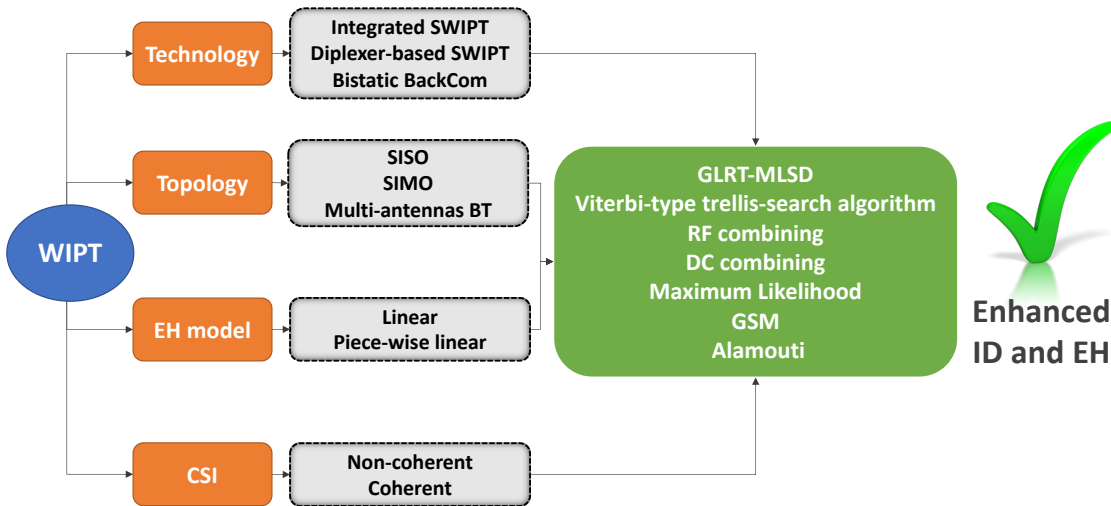 WIPT
Technology
Integrated SWIPT
Diplexer-based SWIPT
Bistatic BackCom
Topology
SISO
SIMO
Multi-antennas BT
EH model
Linear
Piece-wise linear
CSI
Non-coherent
Coherent
GLRT-MLSD
Viterbi-type trellis-search algorithm
RF combining
DC combining
Maximum Likelihood
GSM
Alamouti
Enhanced
ID and EH